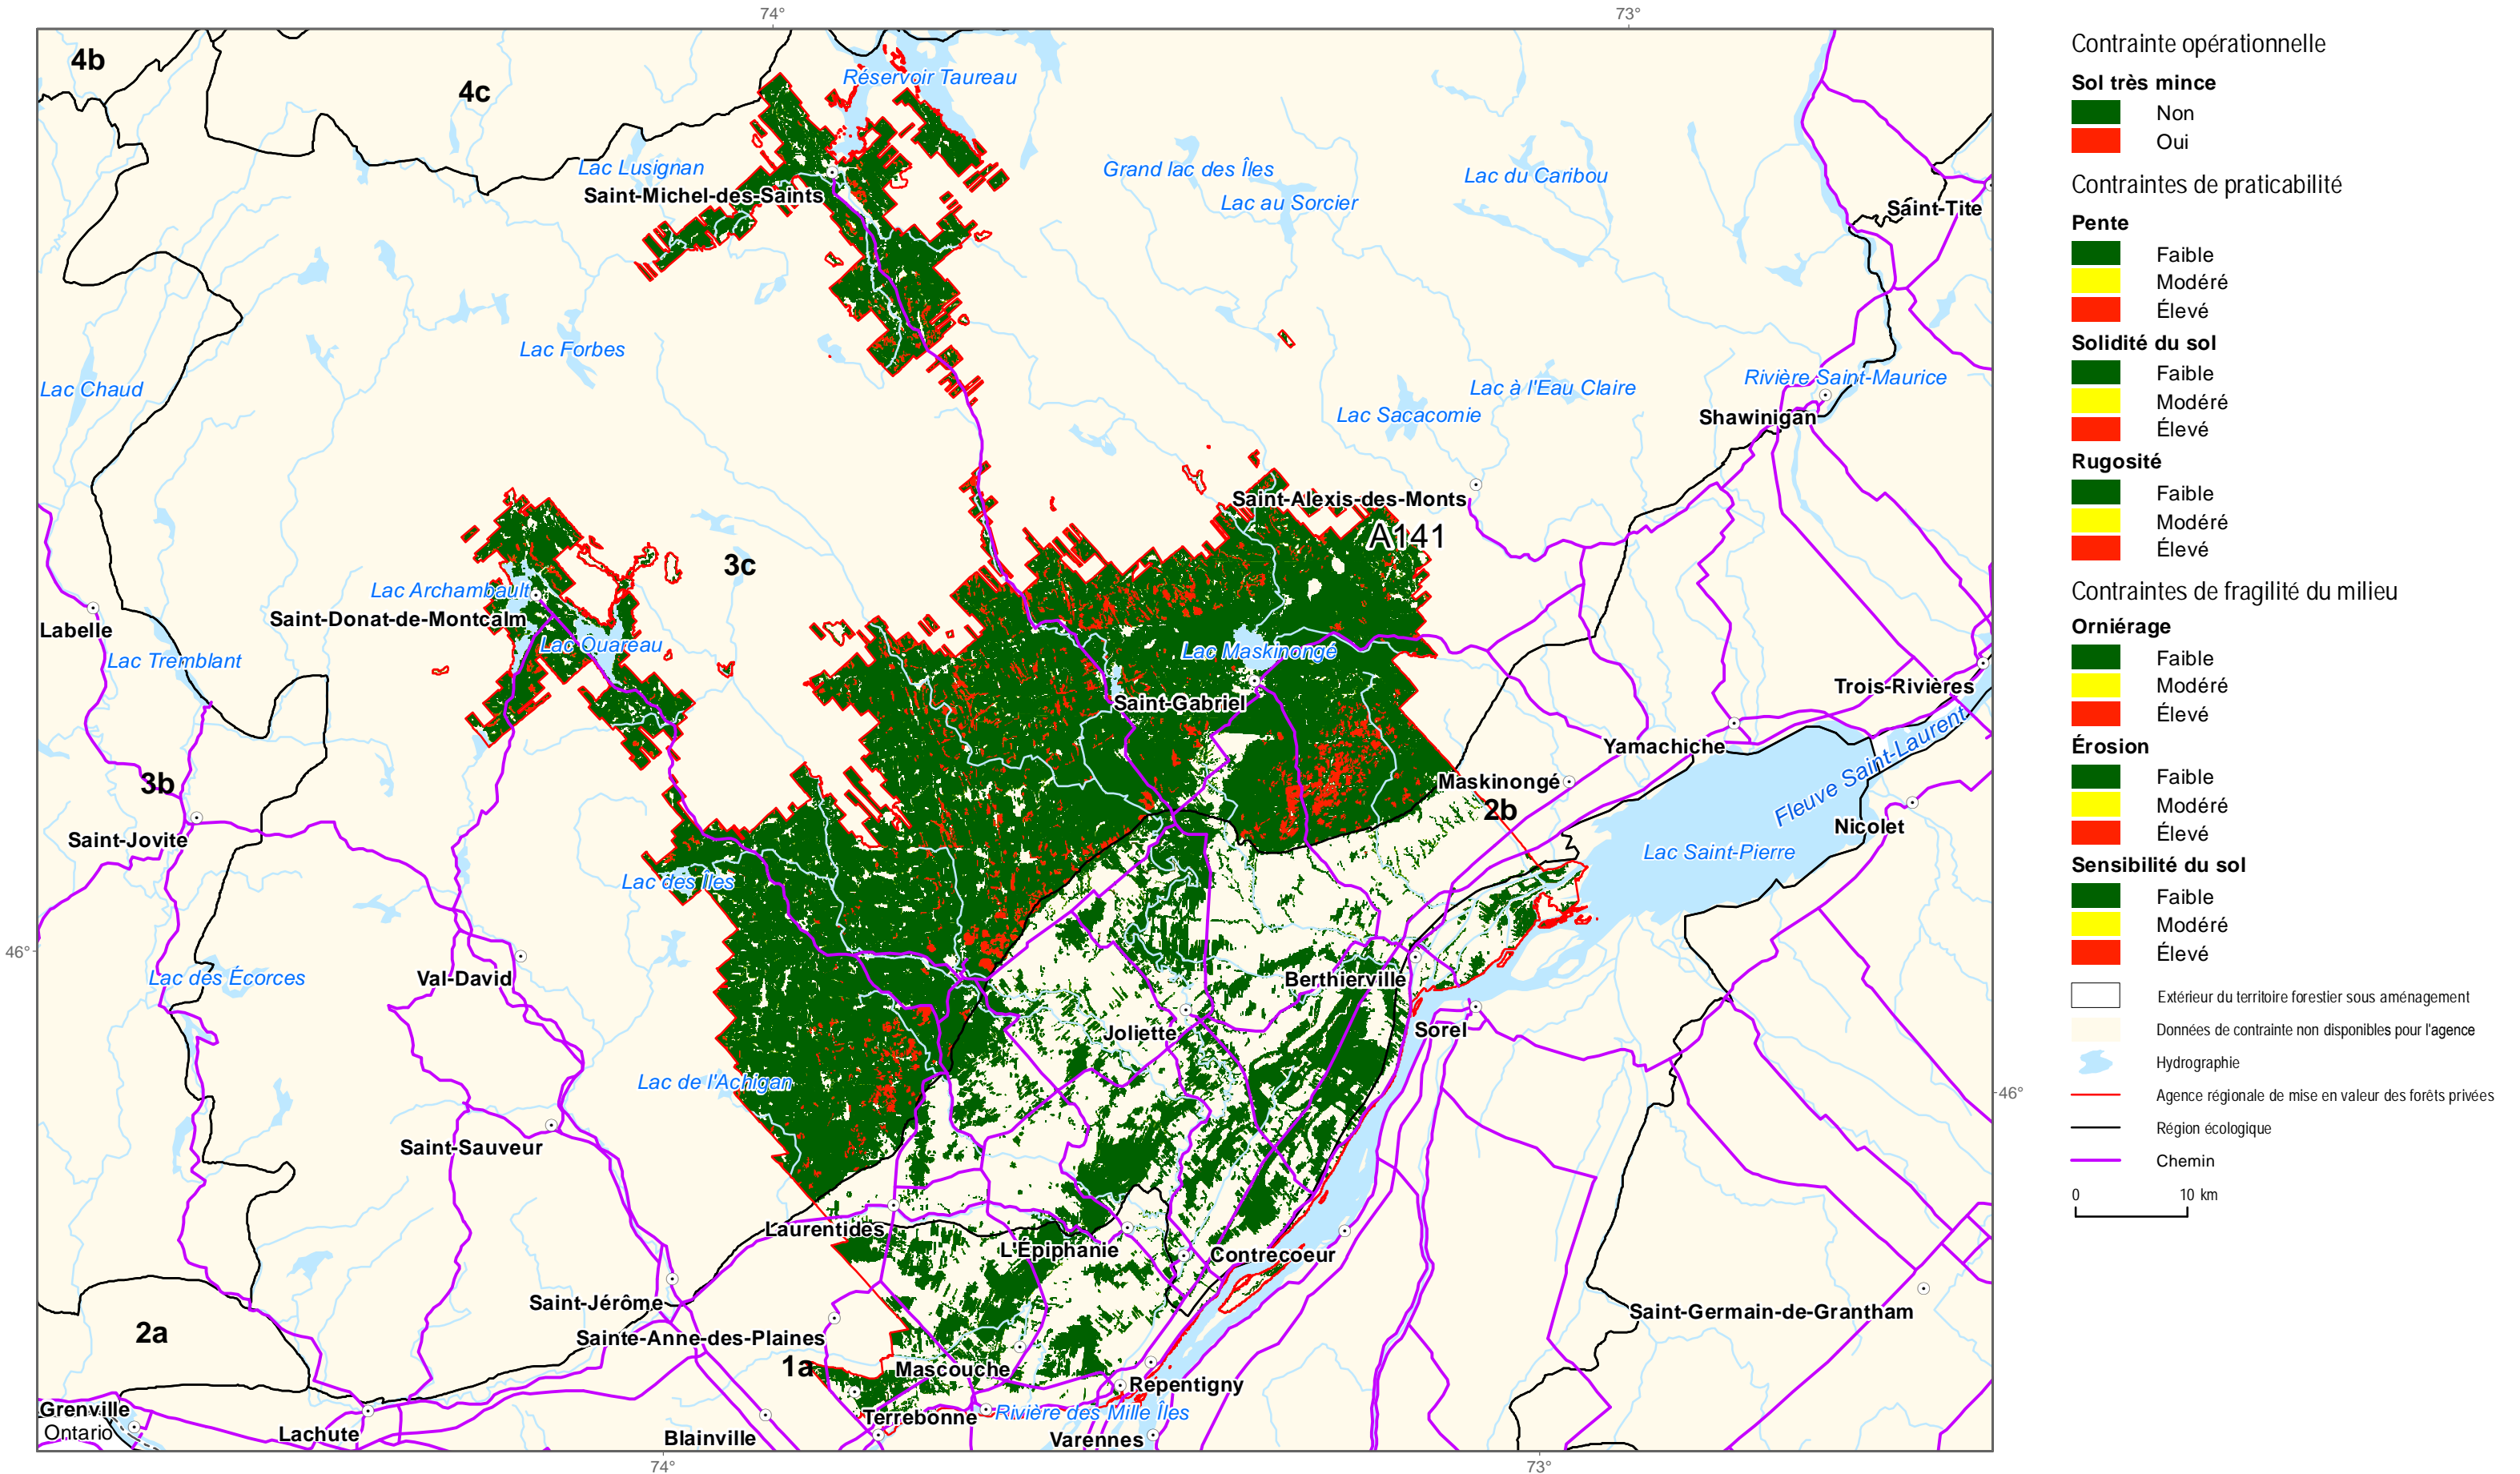 74°
73°
4b
4c
Réservoir Taureau
Lac Lusignan
Saint-Michel-des-Saints
Grand lac des Îles
Lac au Sorcier
Lac du Caribou
Saint-Tite
Lac Forbes
Lac Chaud
Lac à l'Eau Claire
Lac Sacacomie
Rivière Saint-Maurice
Shawinigan
Saint-Alexis-des-Monts
A141
3c
Lac Archambault
Saint-Donat-de-Montcalm
Lac Ouareau
Labelle
Lac Tremblant
Lac Maskinongé
Saint-Gabriel
Trois-Rivières
Yamachiche
Fleuve Saint-Laurent
Maskinongé
2b
3b
Saint-Jovite
Nicolet
Lac Saint-Pierre
Lac des Îles
46°
Lac des Écorces
Val-David
Berthierville
Joliette
Sorel
Lac de l'Achigan
46°
Saint-Sauveur
Laurentides
L'Épiphanie
Contrecoeur
Saint-Jérôme
Sainte-Anne-des-Plaines
Saint-Germain-de-Grantham
2a
1a
Mascouche
Repentigny
Grenville
Ontario
Lachute
Blainville
Terrebonne
Rivière des Mille Îles
Varennes
74°
73°
Contrainte opérationnelle
Sol très mince
Non
Oui
Contraintes de praticabilité
Pente
Faible
Modéré
Élevé
Solidité du sol
Faible
Modéré
Élevé
Rugosité
Faible
Modéré
Élevé
Contraintes de fragilité du milieu
Orniérage
Faible
Modéré
Élevé
Érosion
Faible
Modéré
Élevé
Sensibilité du sol
Faible
Modéré
Élevé
Extérieur du territoire forestier sous aménagement
Données de contrainte non disponibles pour l'agence
Hydrographie
Agence régionale de mise en valeur des forêts privées
Région écologique
Chemin
0 10 km